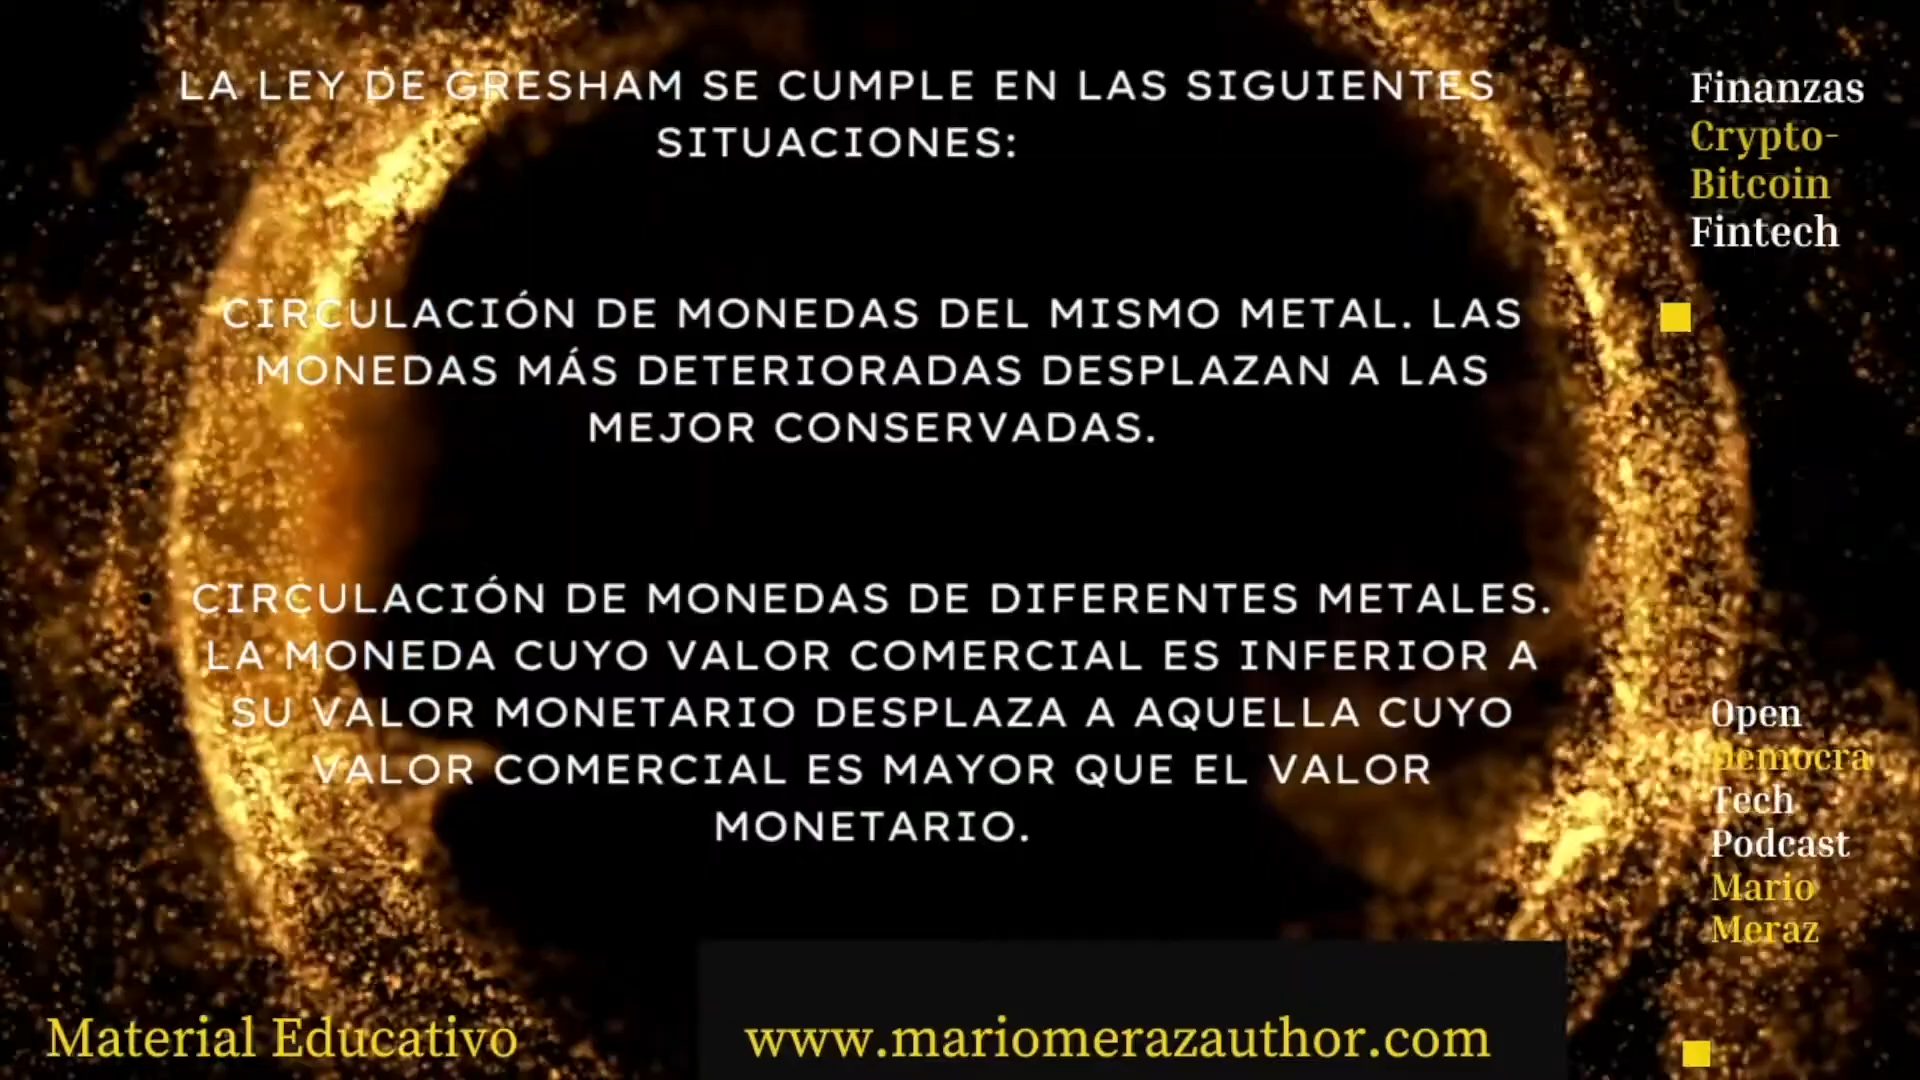 LA LEY DE GRESHAM SE CUMPLE EN LAS SIGUIENTES
SITUACIONES:
CIRCULACIÓN DE MONEDAS DEL MISMO METAL. LAS
MONEDAS MÁS DETERIORADAS DESPLAZAN A LAS
MEJOR CONSERVADAS.
CIRCULACIÓN DE MONEDAS DE DIFERENTES METALES.
LA MONEDA CUYO VALOR COMERCIAL ES INFERIOR A
SU VALOR MONETARIO DESPLAZA A AQUELLA CUYO
VALOR COMERCIAL ES MAYOR QUE EL VALOR
MONETARIO.
Finanzas
Crypto-
Bitcoin
Fintech
Open
Democra
Tech
Podcast
Mario
Meraz
Material Educativo
www.mariomerazauthor.com